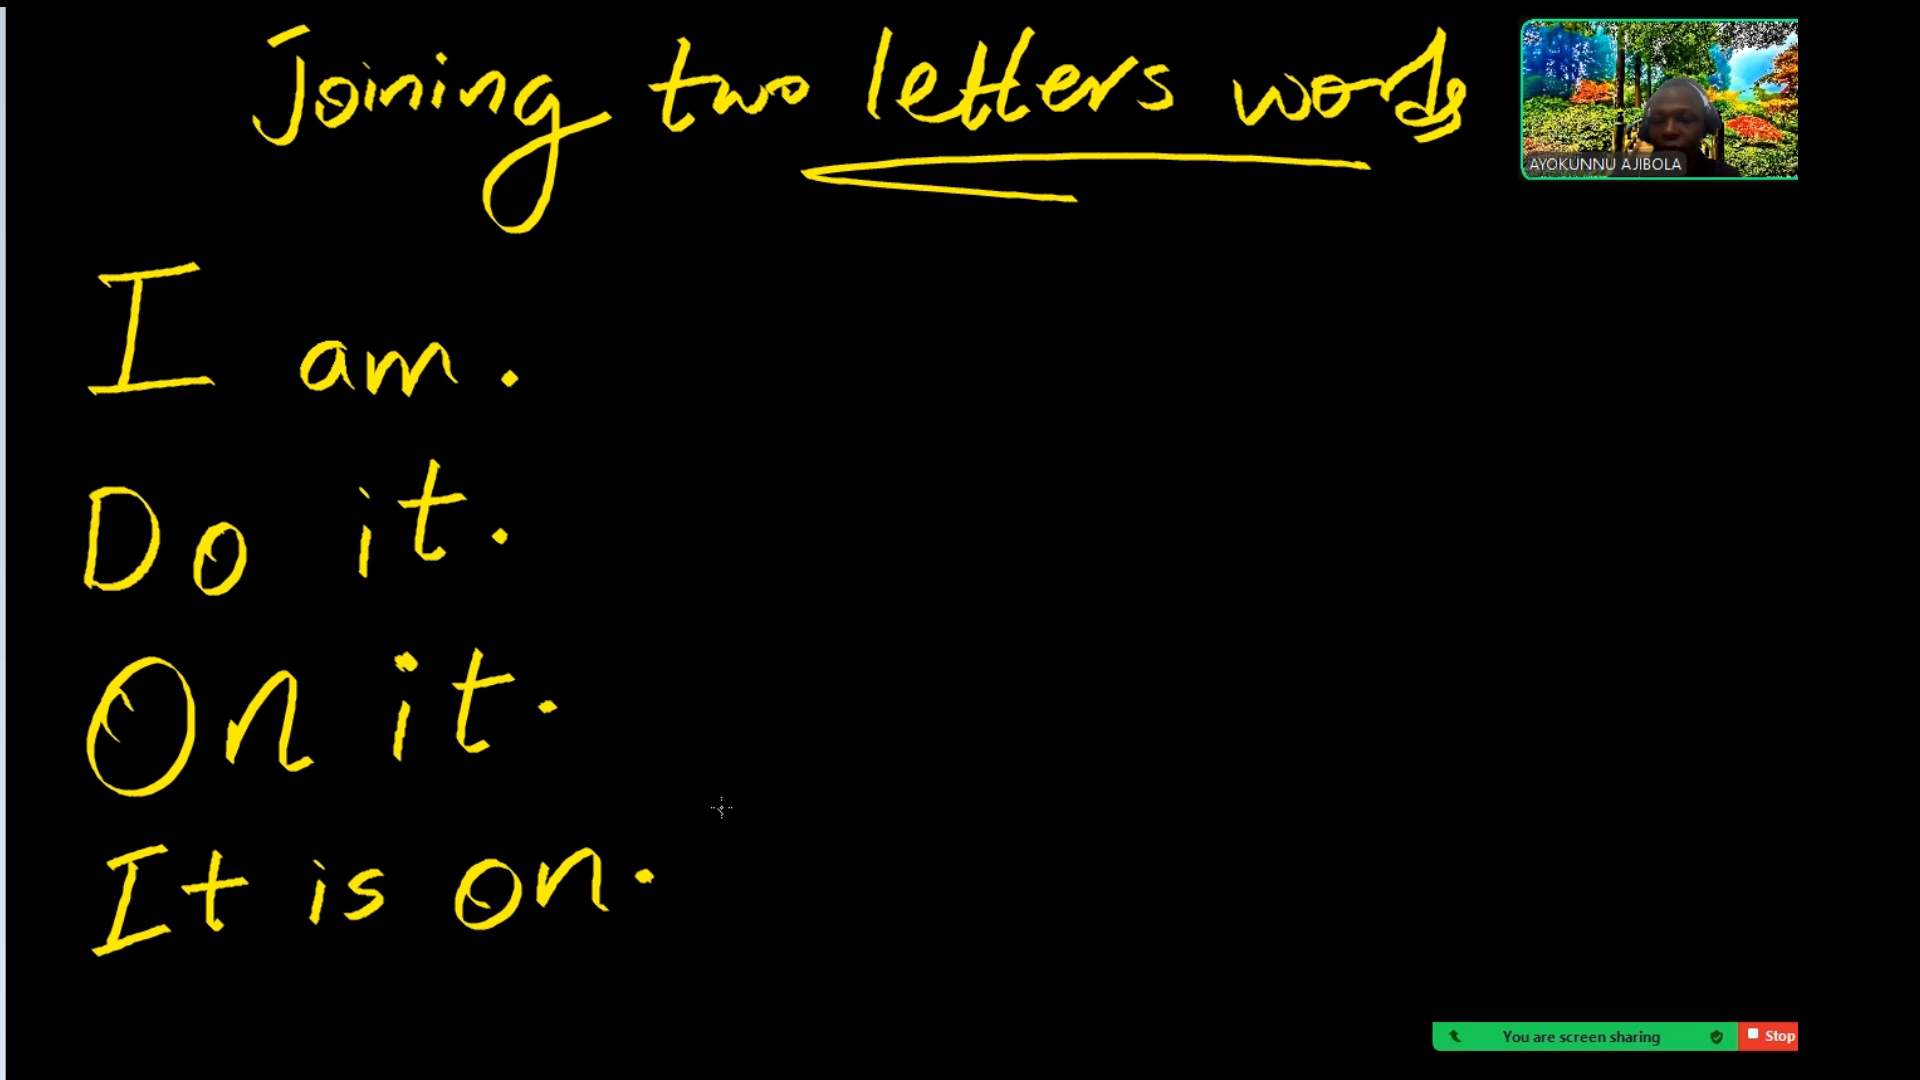 Joining two letters words
AYOKUNNU AJIBOLA
I am.
Do it.
On it.
It is on.
You are screen sharing
Stop